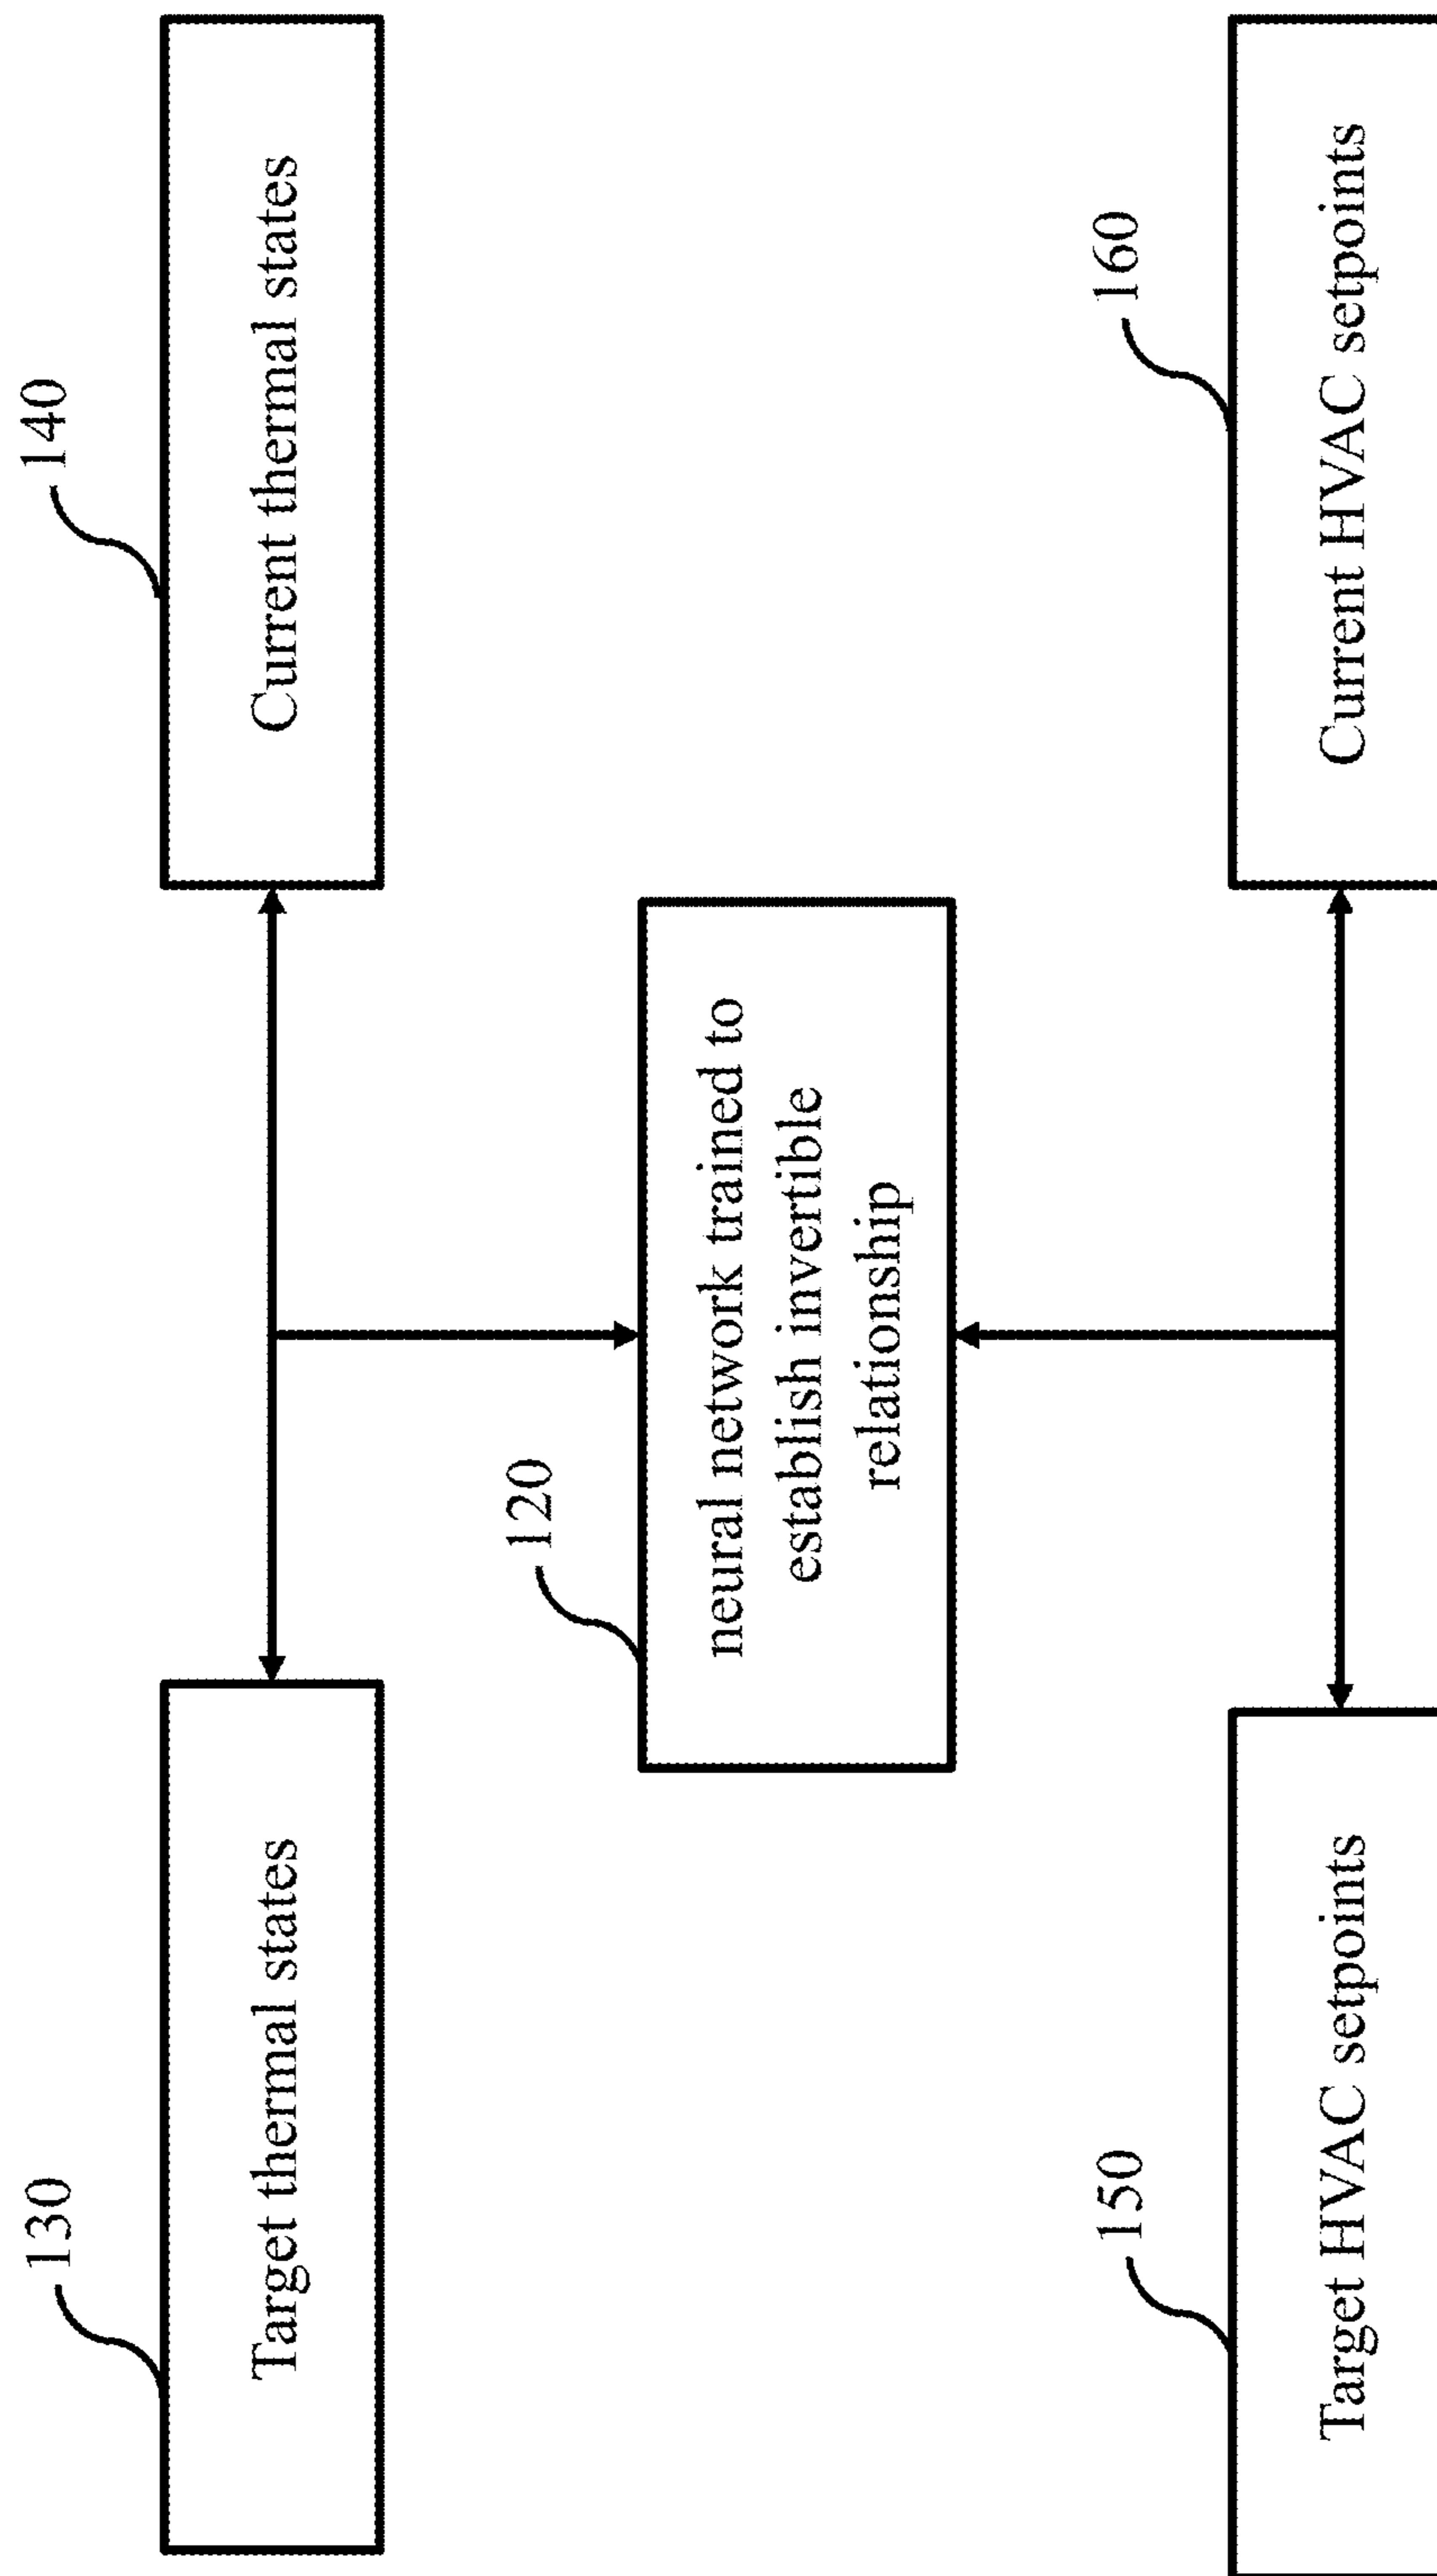 130
Target thermal states
140
Current thermal states
120
neural network trained to
establish invertible
relationship
150
Target HVAC setpoints
160
Current HVAC setpoints